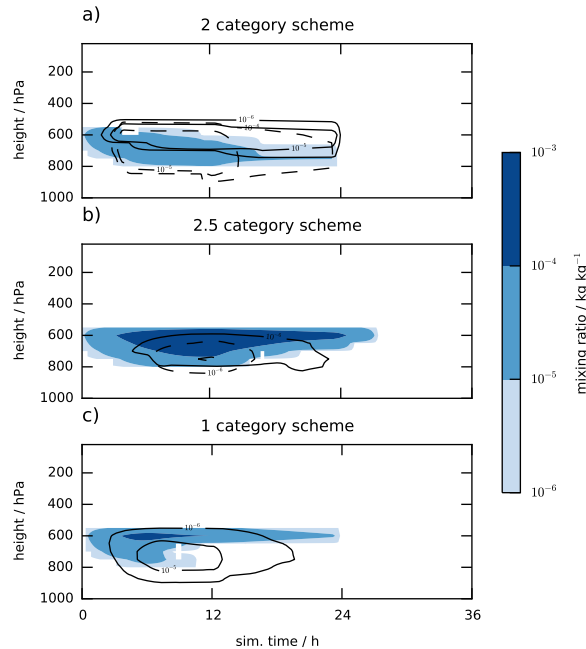 a)
2 category scheme
200
400
600
800
1000
height / hPa
10⁻⁶
10⁻⁴
10⁻⁵
b)
2.5 category scheme
200
400
600
800
1000
height / hPa
10⁻⁴
c)
1 category scheme
200
400
600
800
1000
height / hPa
10⁻⁶
10⁻⁵
0
12
24
36
sim. time / h
10⁻³
10⁻⁴
10⁻⁵
10⁻⁶
mixing ratio / kg kg⁻¹